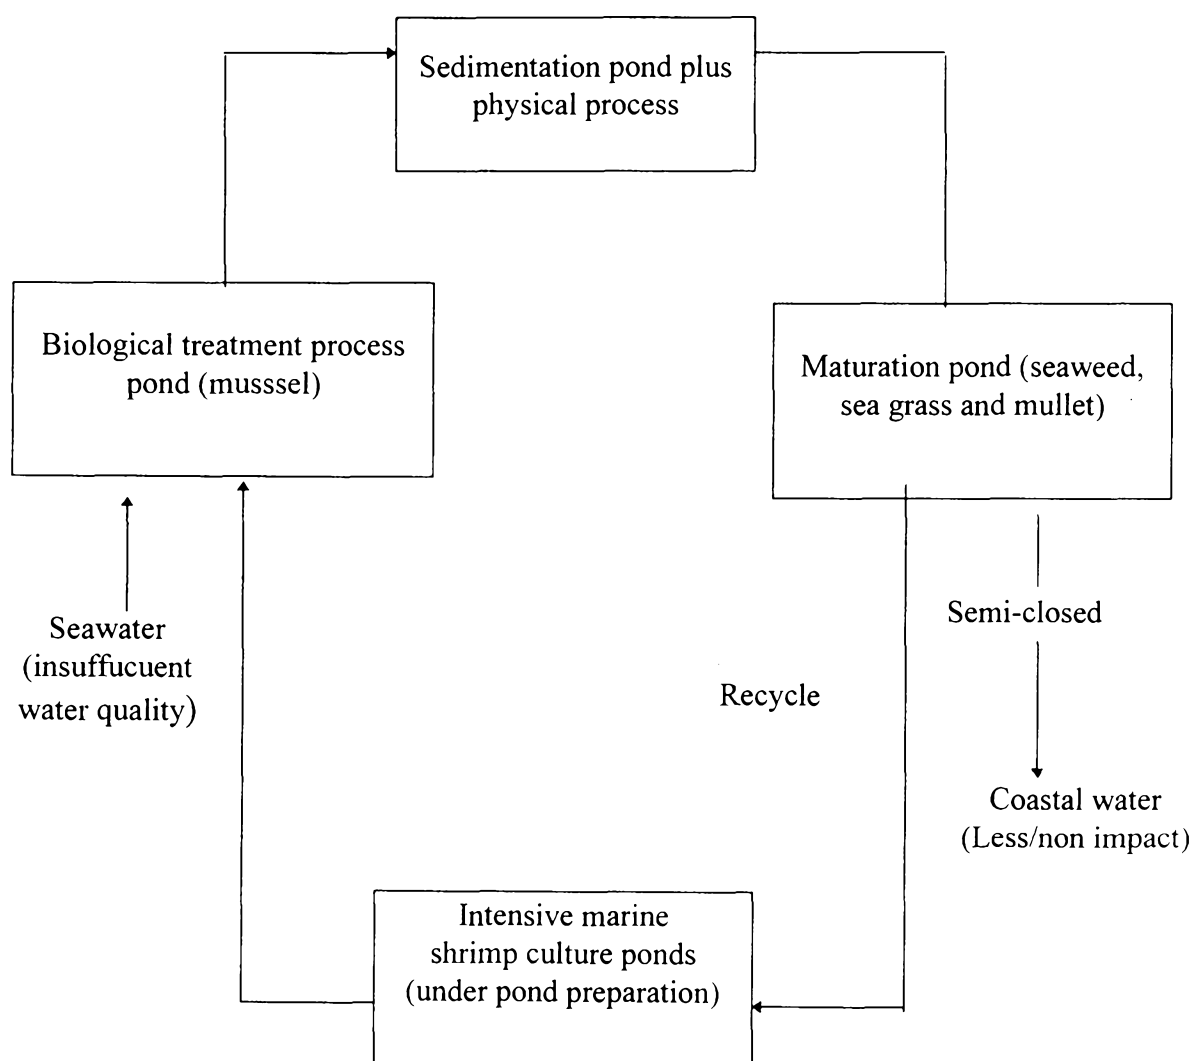 Sedimentation pond plus
physical process
Biological treatment process
pond (musssel)
Maturation pond (seaweed,
sea grass and mullet)
Seawater
(insuffucuent
water quality)
Semi-closed
Recycle
Coastal water
(Less/non impact)
Intensive marine
shrimp culture ponds
(under pond preparation)